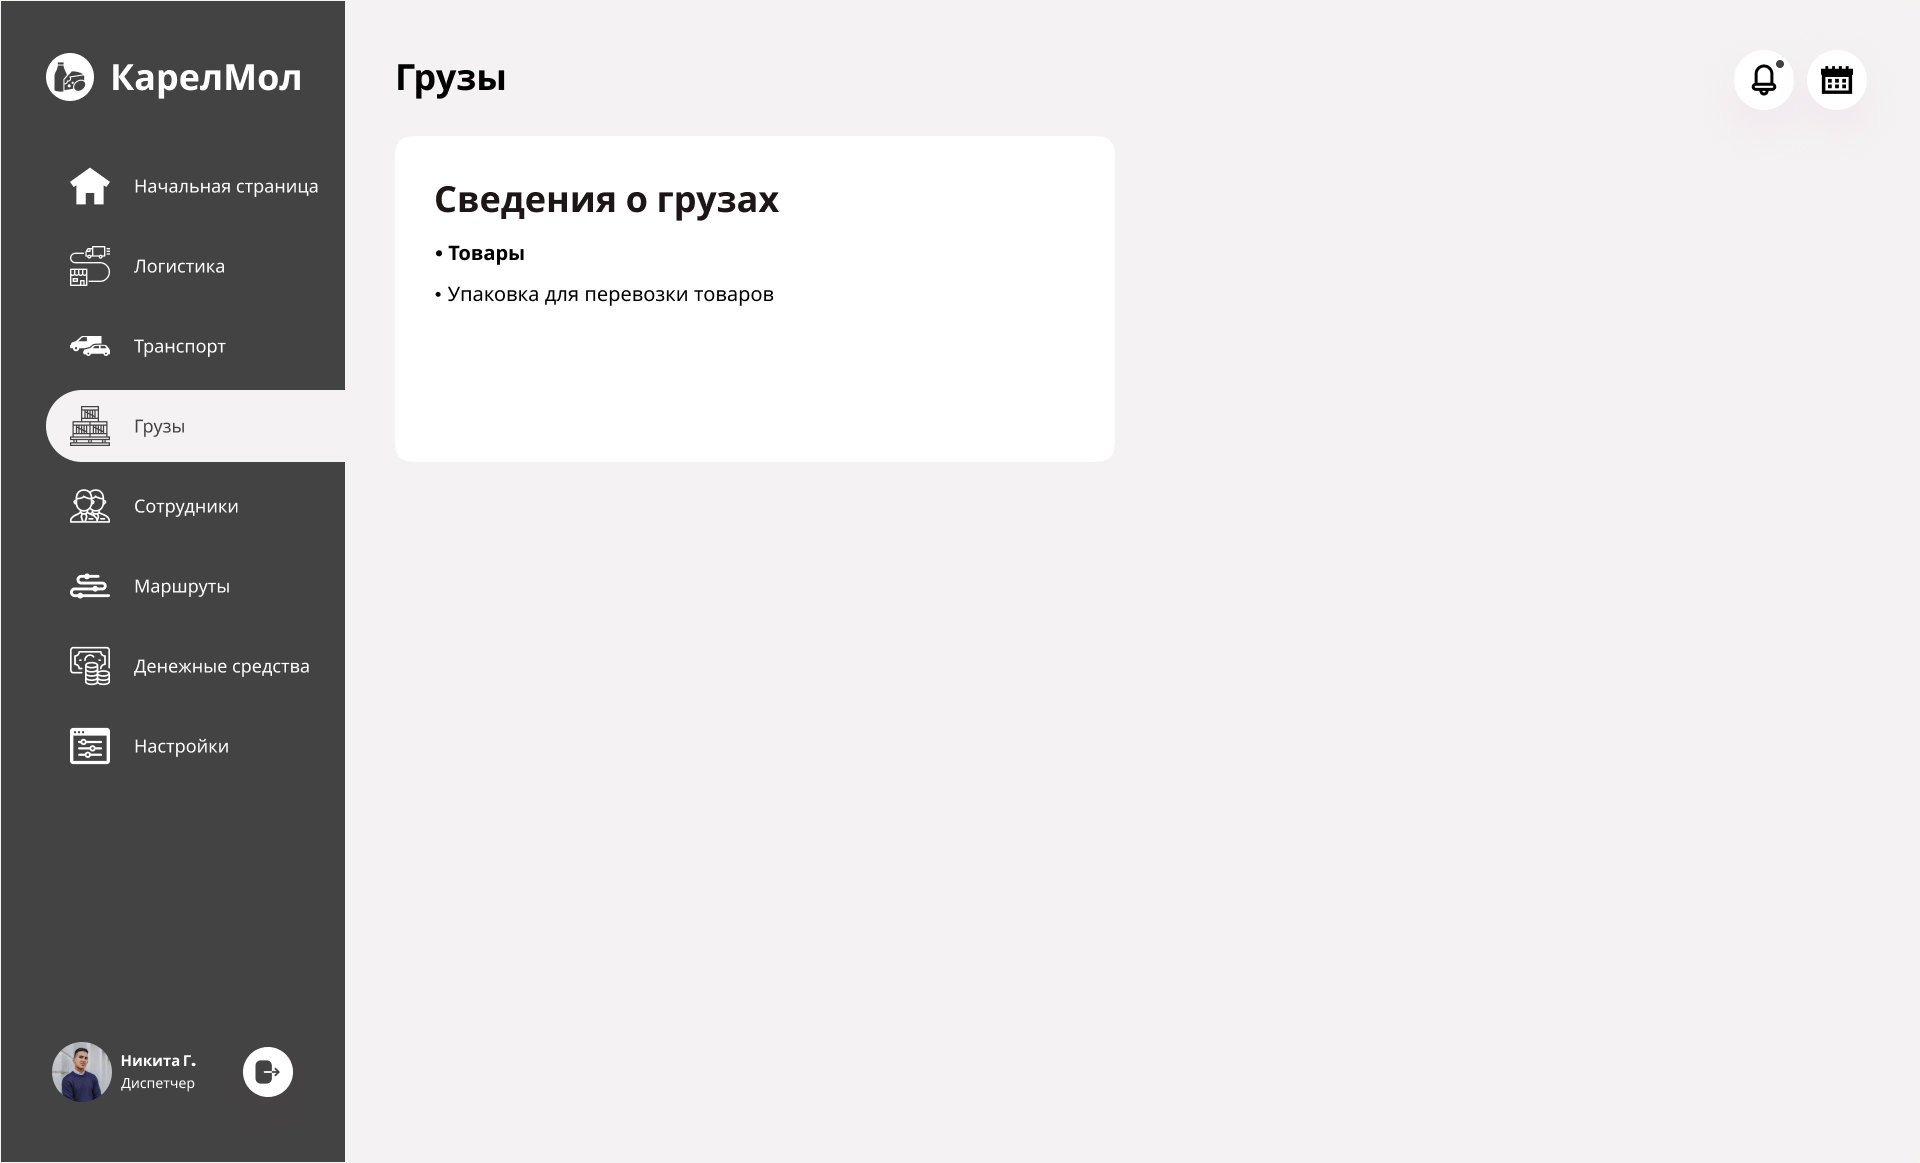 КарелМол
Начальная страница
Логистика
Транспорт
Грузы
Сотрудники
Маршруты
Денежные средства
Настройки
Никита Г.
Диспетчер
Грузы
Сведения о грузах
• Товары
• Упаковка для перевозки товаров